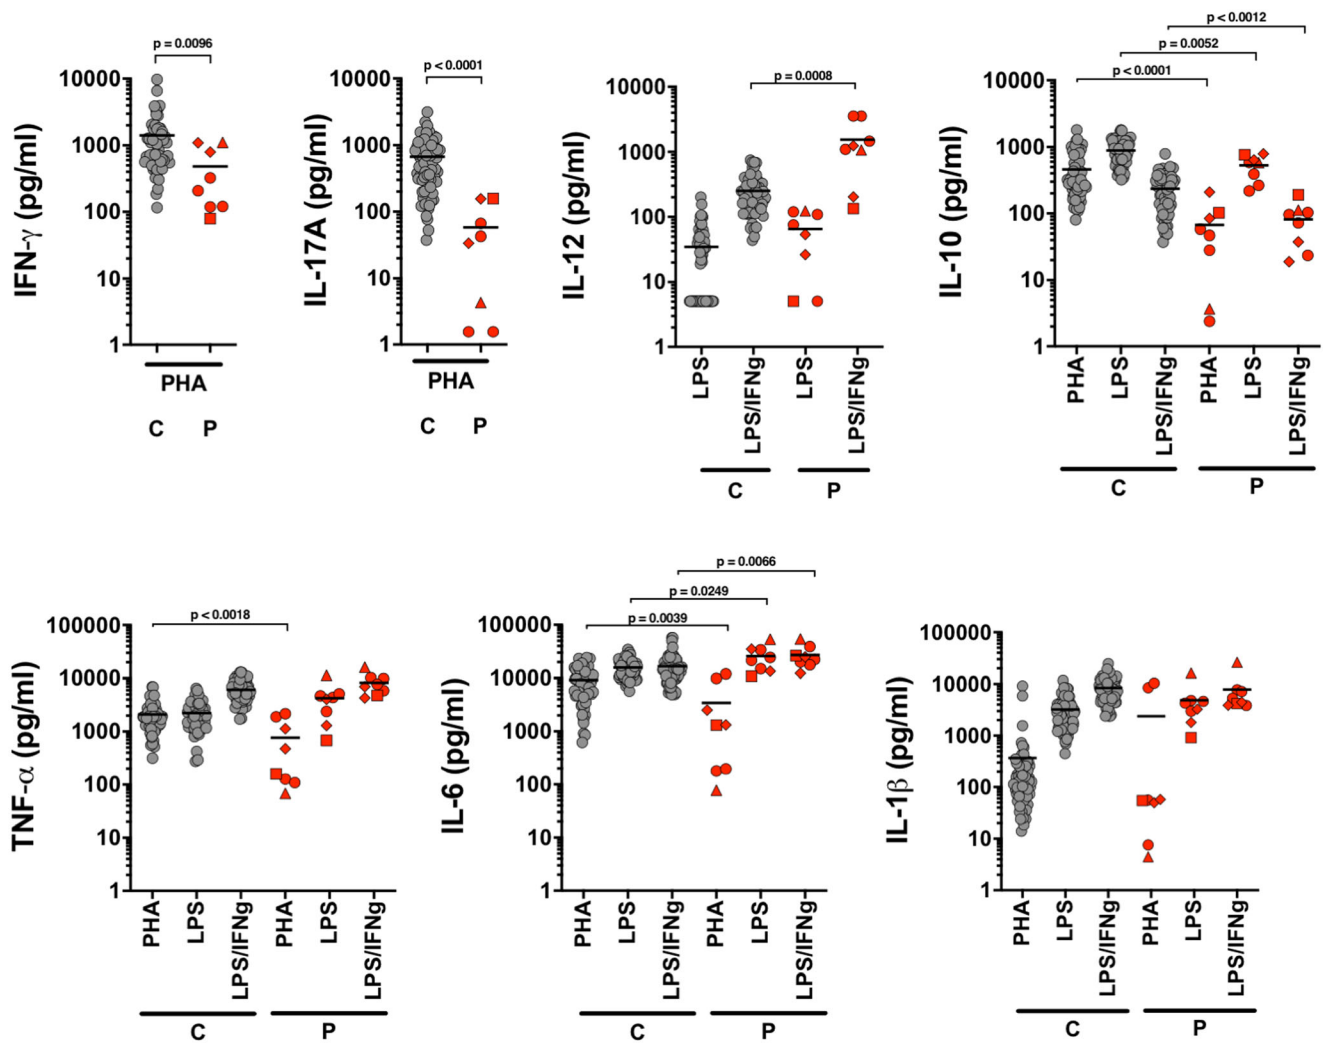 IFN-γ (pg/ml)
p = 0.0096
10000
1000
100
10
1
PHA
C P
IL-17A (pg/ml)
p < 0.0001
10000
1000
100
10
1
PHA
C P
IL-12 (pg/ml)
p = 0.0008
10000
1000
100
10
1
LPS LPS/IFNg LPS LPS/IFNg
C P
IL-10 (pg/ml)
p < 0.0012
p = 0.0052
p < 0.0001
10000
1000
100
10
1
PHA LPS LPS/IFNg PHA LPS LPS/IFNg
C P
TNF-α (pg/ml)
p < 0.0018
100000
10000
1000
100
10
1
PHA LPS LPS/IFNg PHA LPS LPS/IFNg
C P
IL-6 (pg/ml)
p = 0.0066
p = 0.0249
p = 0.0039
100000
10000
1000
100
10
1
PHA LPS LPS/IFNg PHA LPS LPS/IFNg
C P
IL-1β (pg/ml)
100000
10000
1000
100
10
1
PHA LPS LPS/IFNg PHA LPS LPS/IFNg
C P